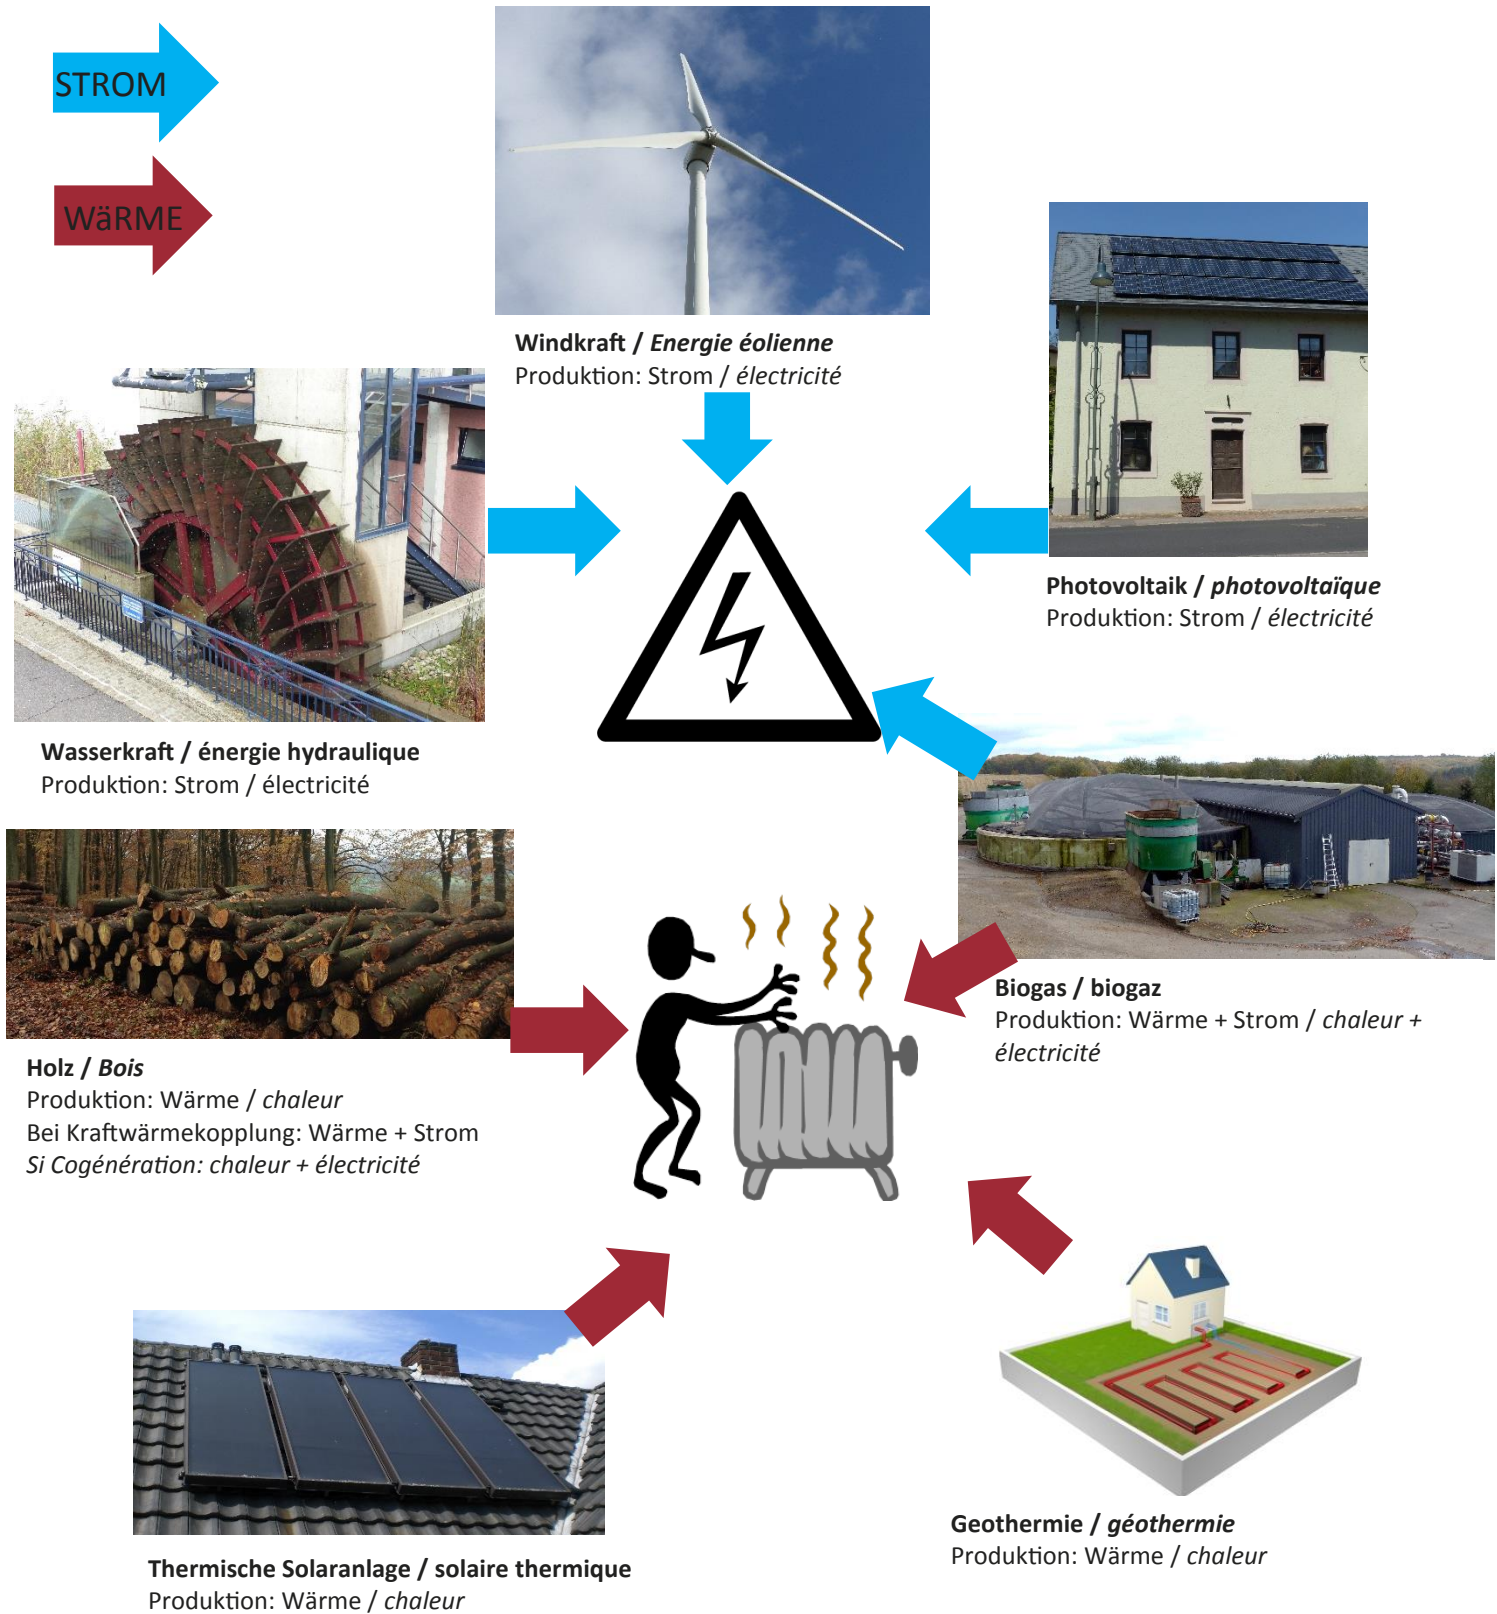 STROM
WäRME
Windkraft / Energie éolienne
Produktion: Strom / électricité
Photovoltaik / photovoltaïque
Produktion: Strom / électricité
Wasserkraft / énergie hydraulique
Produktion: Strom / électricité
Biogas / biogaz
Produktion: Wärme + Strom / chaleur +
électricité
Holz / Bois
Produktion: Wärme / chaleur
Bei Kraftwärmekopplung: Wärme + Strom
Si Cogénération: chaleur + électricité
Geothermie / géothermie
Produktion: Wärme / chaleur
Thermische Solaranlage / solaire thermique
Produktion: Wärme / chaleur